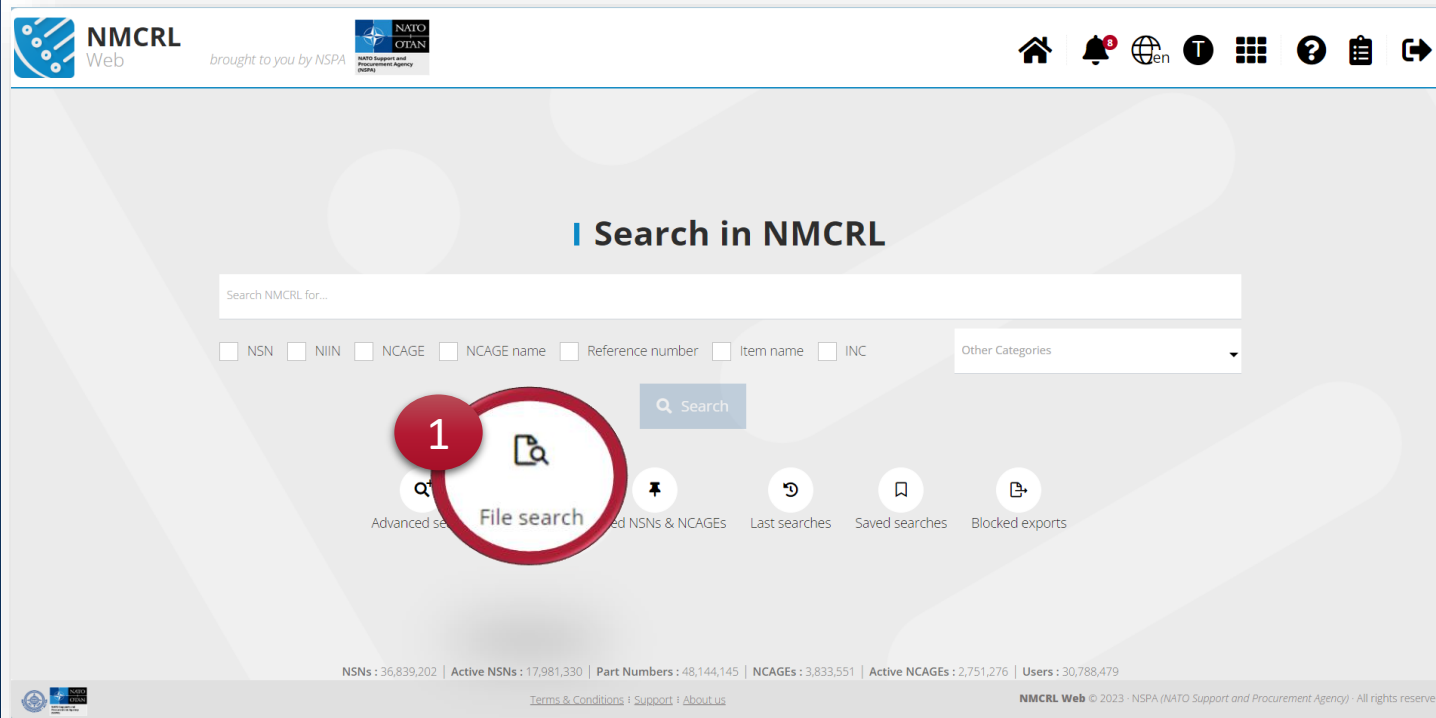 NMCRL
Web
brought to you by NSPA
NATO
OTAN
NATO Support and
Procurement Agency
(NSPA)
8
en
T
Search in NMCRL
Search NMCRL for...
NSN NIIN NCAGE NCAGE name Reference number Item name INC
Other Categories
Search
1
File search
Advanced se
ed NSNs & NCAGEs
Last searches
Saved searches
Blocked exports
NSNs : 36,839,202 | Active NSNs : 17,981,330 | Part Numbers : 48,144,145 | NCAGEs : 3,833,551 | Active NCAGEs : 2,751,276 | Users : 30,788,479
NATO
OTAN
Terms & Conditions Support About us
NMCRL Web © 2023 · NSPA (NATO Support and Procurement Agency) · All rights reserve